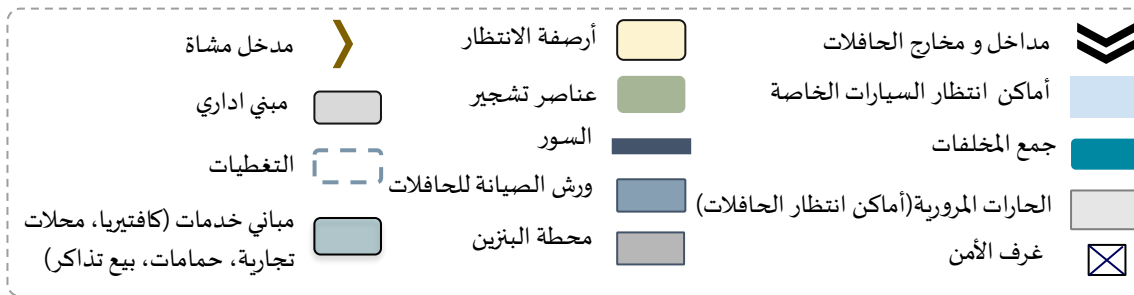 مداخل و مخارج الحافلات
أماكن انتظار السيارات الخاصة
جمع المخلفات
الحارات المرورية(أماكن انتظار الحافلات)
غرف الأمن
أرصفة الانتظار
عناصر تشجير
السور
ورش الصيانة للحافلات
محطة البنزين
مدخل مشاة
مبني اداري
التغطيات
مباني خدمات (كافتيريا، محلات
تجارية، حمامات، بيع تذاكر)